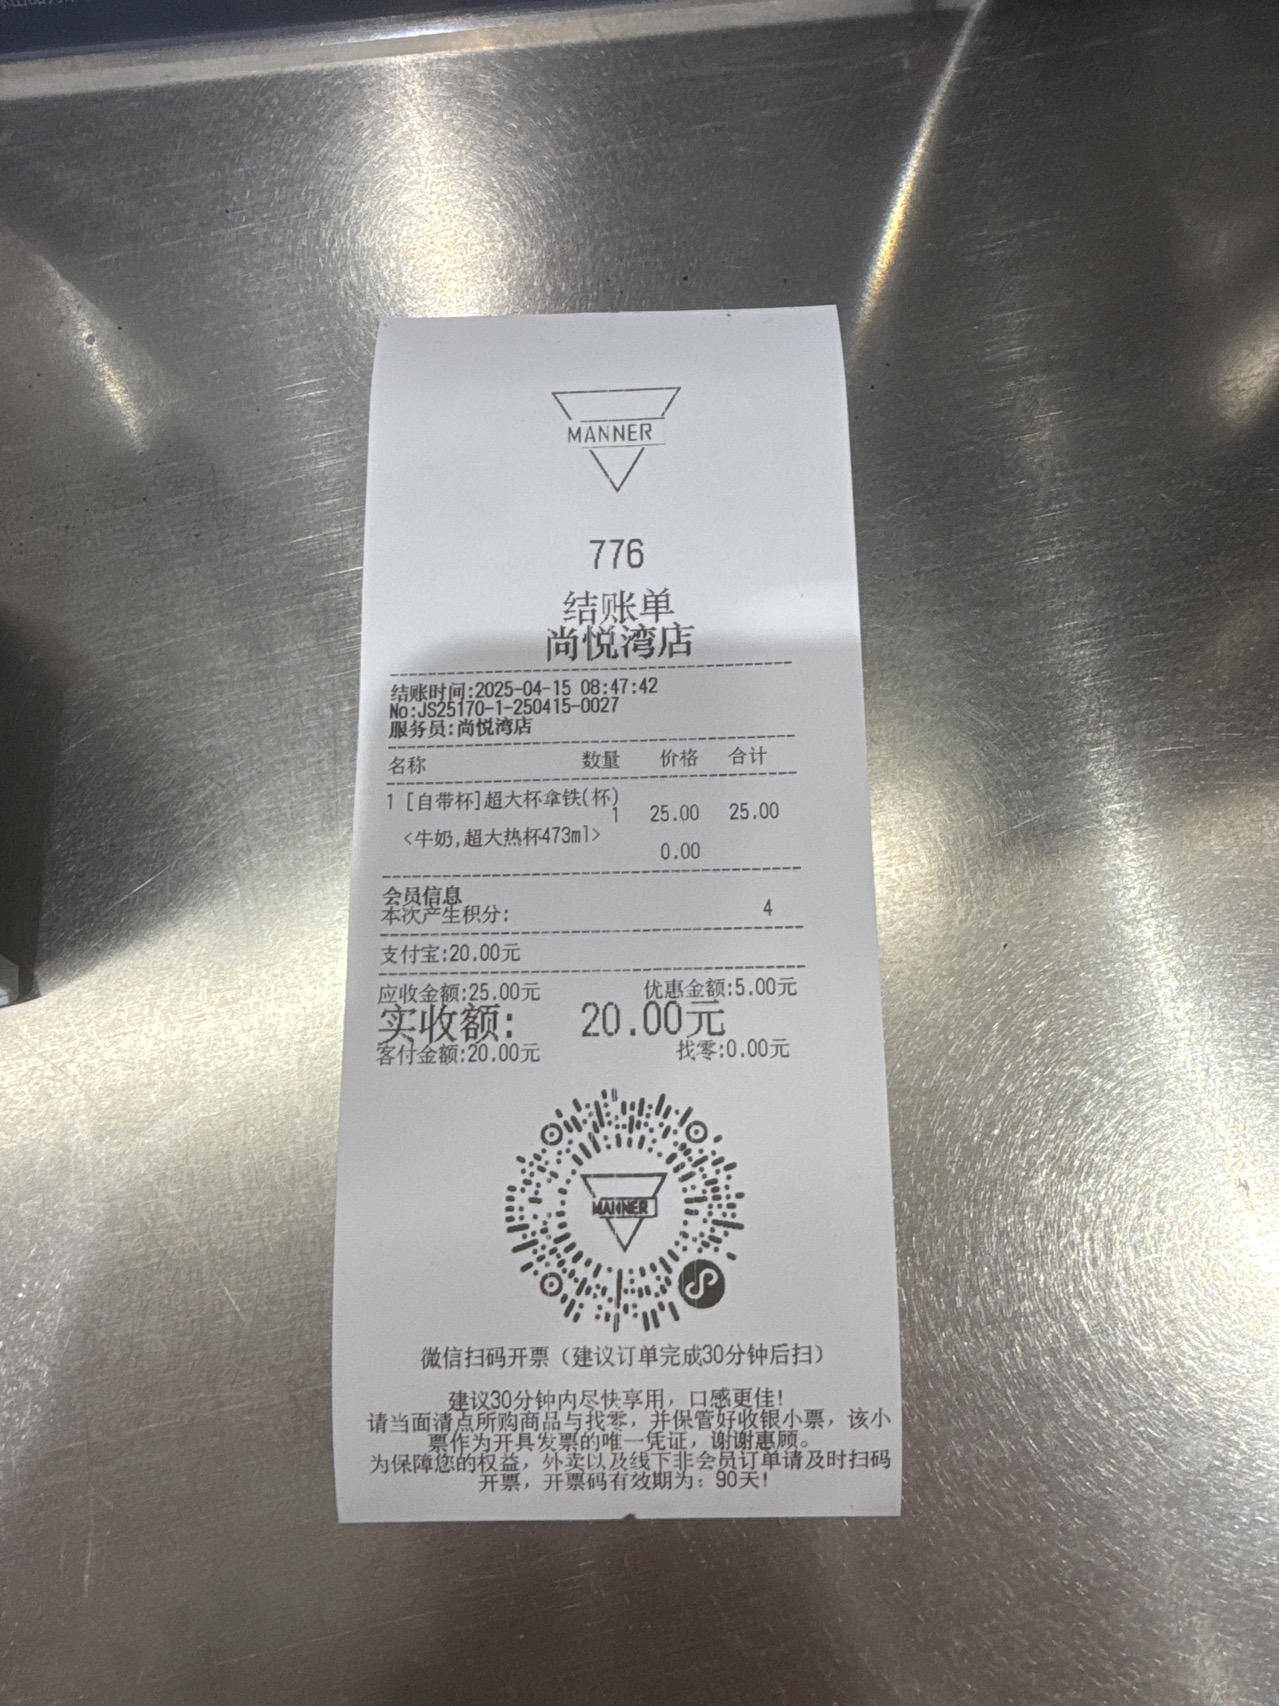 MANNER
776
结账单
尚悦湾店
结账时间:2025-04-15 08:47:42
No:JS25170-1-250415-0027
服务员:尚悦湾店
名称 数量 价格 合计
1 [自带杯]超大杯拿铁(杯)
1 25.00 25.00
<牛奶,超大热杯473ml>
0.00
会员信息
本次产生积分: 4
支付宝:20.00元
应收金额:25.00元 优惠金额:5.00元
实收额: 20.00元
客付金额:20.00元 找零:0.00元
MANNER
微信扫码开票（建议订单完成30分钟后扫）
建议30分钟内尽快享用，口感更佳！
请当面清点所购商品与找零，并保管好收银小票，该小
票作为开具发票的唯一凭证，谢谢惠顾。
为保障您的权益，外卖以及线下非会员订单请及时扫码
开票，开票码有效期为：90天！